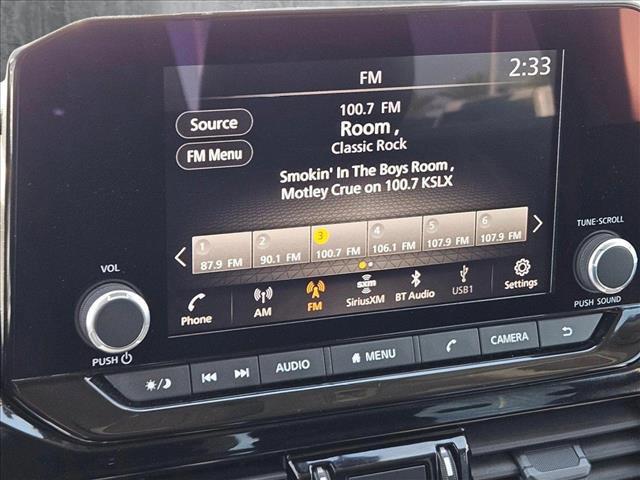 FM
2:33
100.7 FM
Source
Room ,
Classic Rock
FM Menu
Smokin' In The Boys Room ,
Motley Crue on 100.7 KSLX
1 2 3 4 5 6
87.9 FM 90.1 FM 100.7 FM 106.1 FM 107.9 FM 107.9 FM
Phone AM FM sxm SiriusXM BT Audio USB1 Settings
VOL
PUSH
TUNE-SCROLL
PUSH SOUND
AUDIO MENU CAMERA